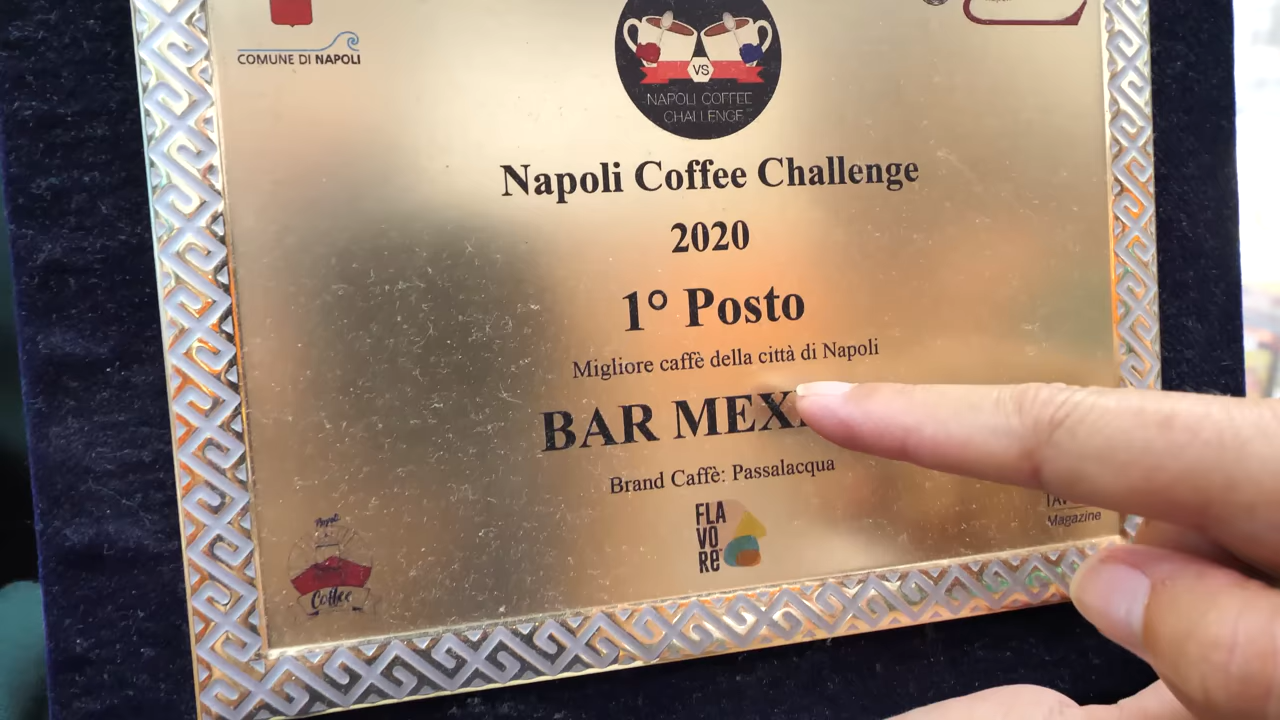 COMUNE DI NAPOLI
VS
NAPOLI COFFEE
CHALLENGE
Napoli Coffee Challenge
2020
1° Posto
Migliore caffè della città di Napoli
BAR MEX
Brand Caffè: Passalacqua
FLA
VO
RE
Magazine
Napoli
Coffee